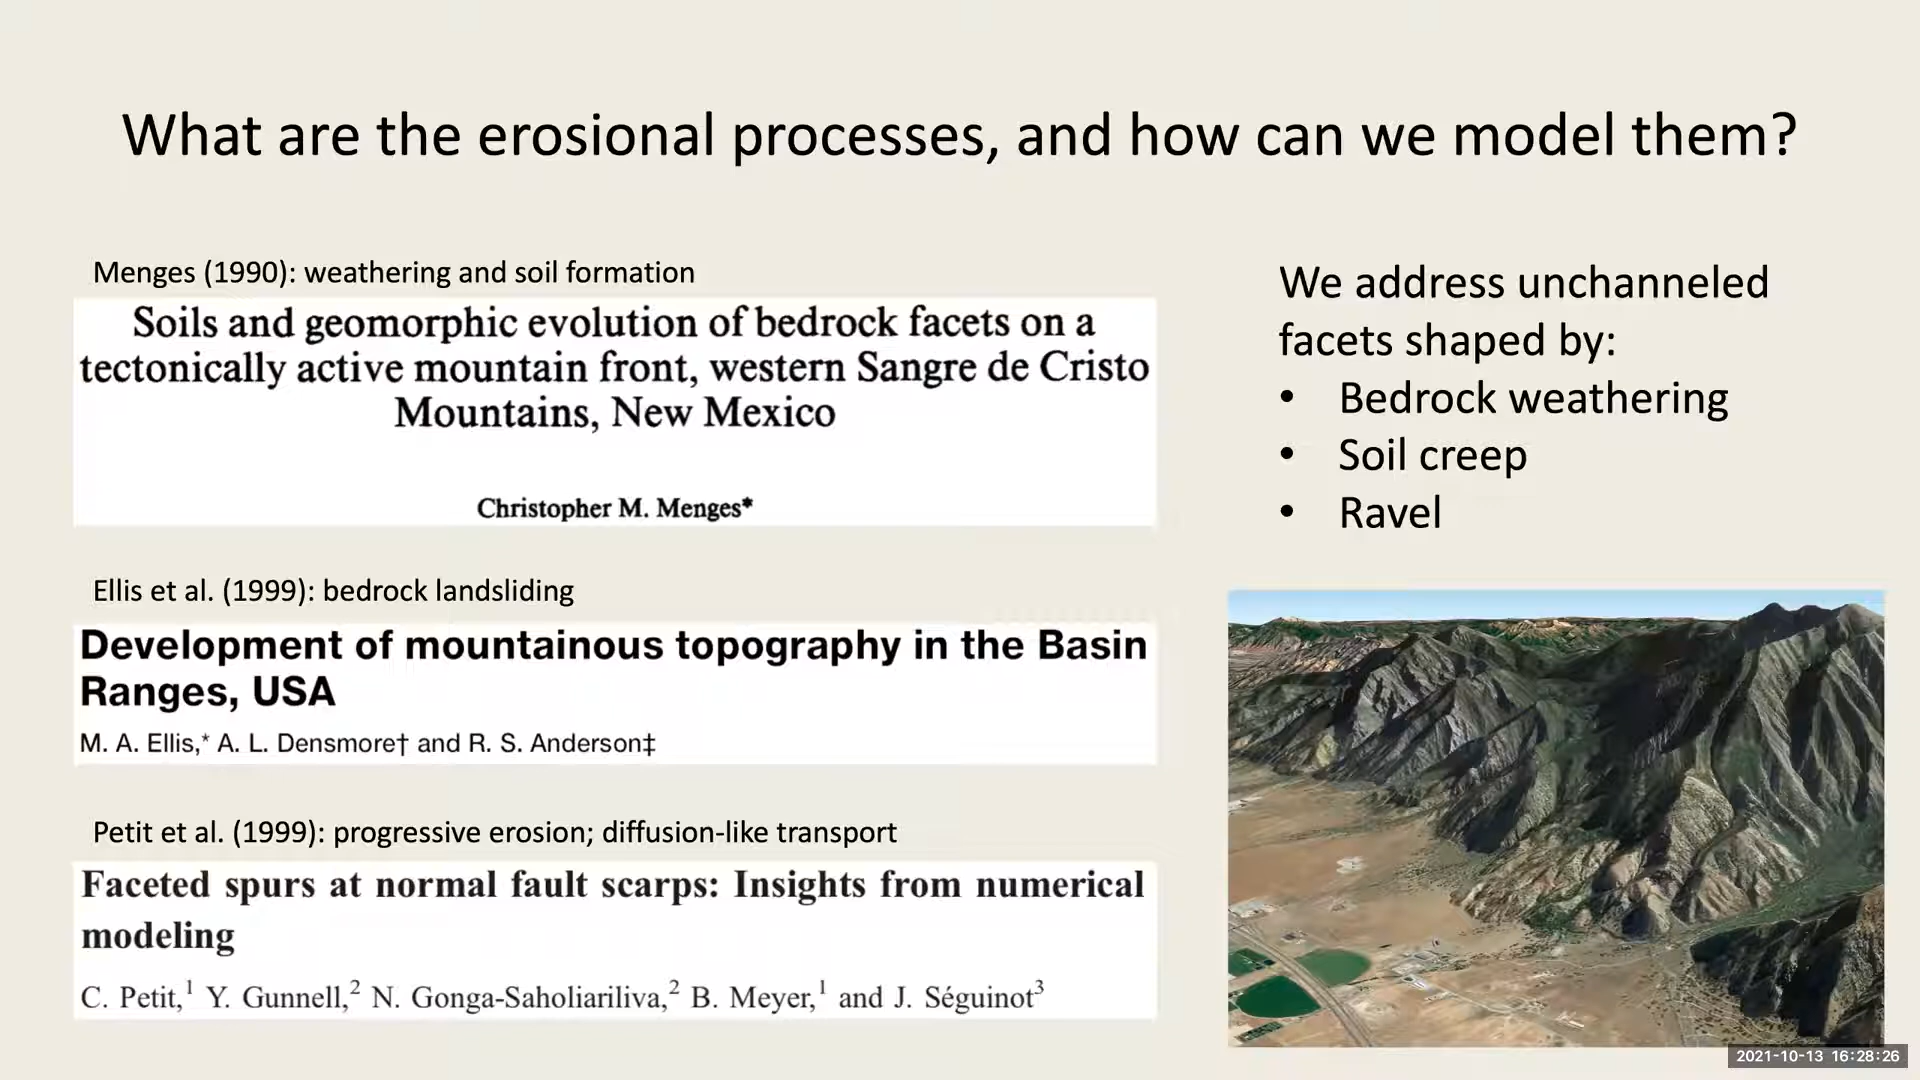 What are the erosional processes, and how can we model them?
Menges (1990): weathering and soil formation
Soils and geomorphic evolution of bedrock facets on a
tectonically active mountain front, western Sangre de Cristo
Mountains, New Mexico
Christopher M. Menges*
Ellis et al. (1999): bedrock landsliding
Development of mountainous topography in the Basin
Ranges, USA
M. A. Ellis,* A. L. Densmore† and R. S. Anderson‡
Petit et al. (1999): progressive erosion; diffusion-like transport
Faceted spurs at normal fault scarps: Insights from numerical
modeling
C. Petit,¹ Y. Gunnell,² N. Gonga-Saholiariliva,² B. Meyer,¹ and J. Séguinot³
We address unchanneled
facets shaped by:
• Bedrock weathering
• Soil creep
• Ravel
2021-10-13 16:28:26